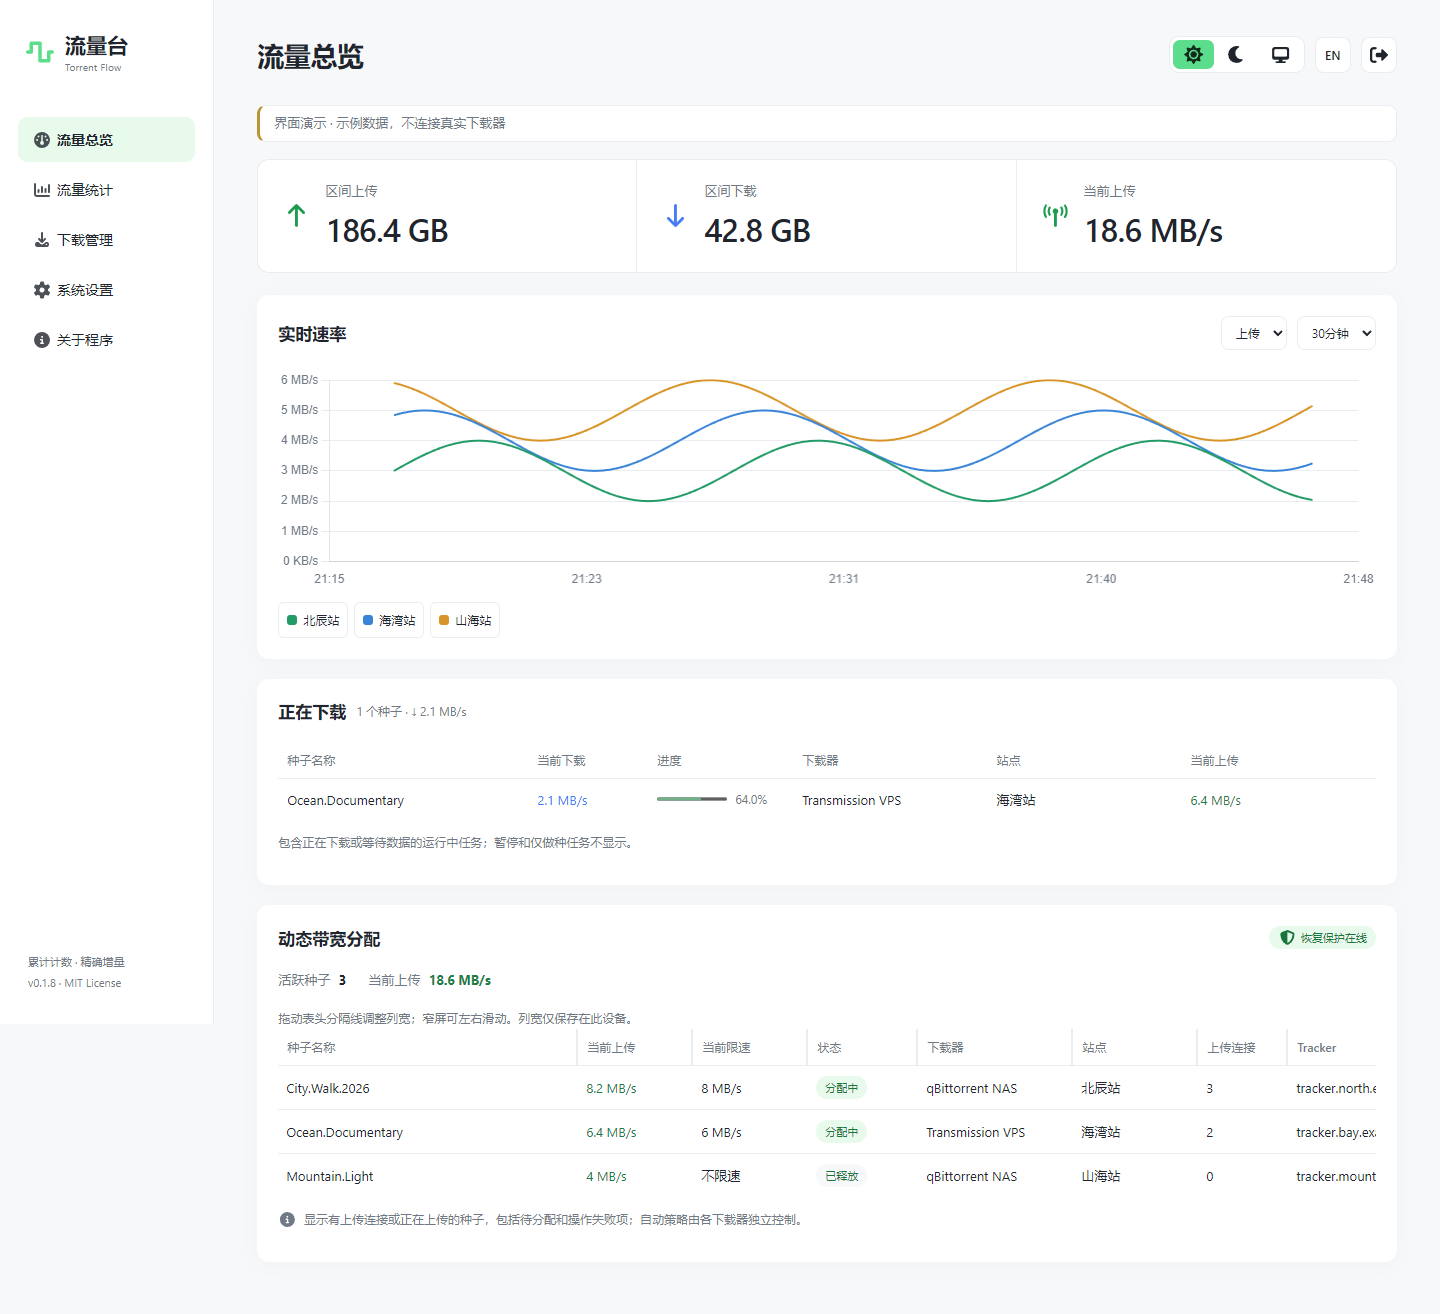 流量台
Torrent Flow
流量总览
流量统计
下载管理
系统设置
关于程序
累计计数 · 精确增量
v0.1.8 · MIT License
流量总览
EN
界面演示 · 示例数据，不连接真实下载器
区间上传
186.4 GB
区间下载
42.8 GB
当前上传
18.6 MB/s
实时速率
上传
30分钟
6 MB/s
5 MB/s
4 MB/s
3 MB/s
2 MB/s
1 MB/s
0 KB/s
21:15 21:23 21:31 21:40 21:48
北辰站 海湾站 山海站
正在下载 1 个种子 · ↓ 2.1 MB/s
种子名称 当前下载 进度 下载器 站点 当前上传
Ocean.Documentary 2.1 MB/s 64.0% Transmission VPS 海湾站 6.4 MB/s
包含正在下载或等待数据的运行中任务；暂停和仅做种任务不显示。
动态带宽分配
恢复保护在线
活跃种子 3 当前上传 18.6 MB/s
拖动表头分隔线调整列宽；窄屏可左右滑动。列宽仅保存在此设备。
种子名称 当前上传 当前限速 状态 下载器 站点 上传连接 Tracker
City.Walk.2026 8.2 MB/s 8 MB/s 分配中 qBittorrent NAS 北辰站 3 tracker.north.e
Ocean.Documentary 6.4 MB/s 6 MB/s 分配中 Transmission VPS 海湾站 2 tracker.bay.ex
Mountain.Light 4 MB/s 不限速 已释放 qBittorrent NAS 山海站 0 tracker.mount
显示有上传连接或正在上传的种子，包括待分配和操作失败项；自动策略由各下载器独立控制。